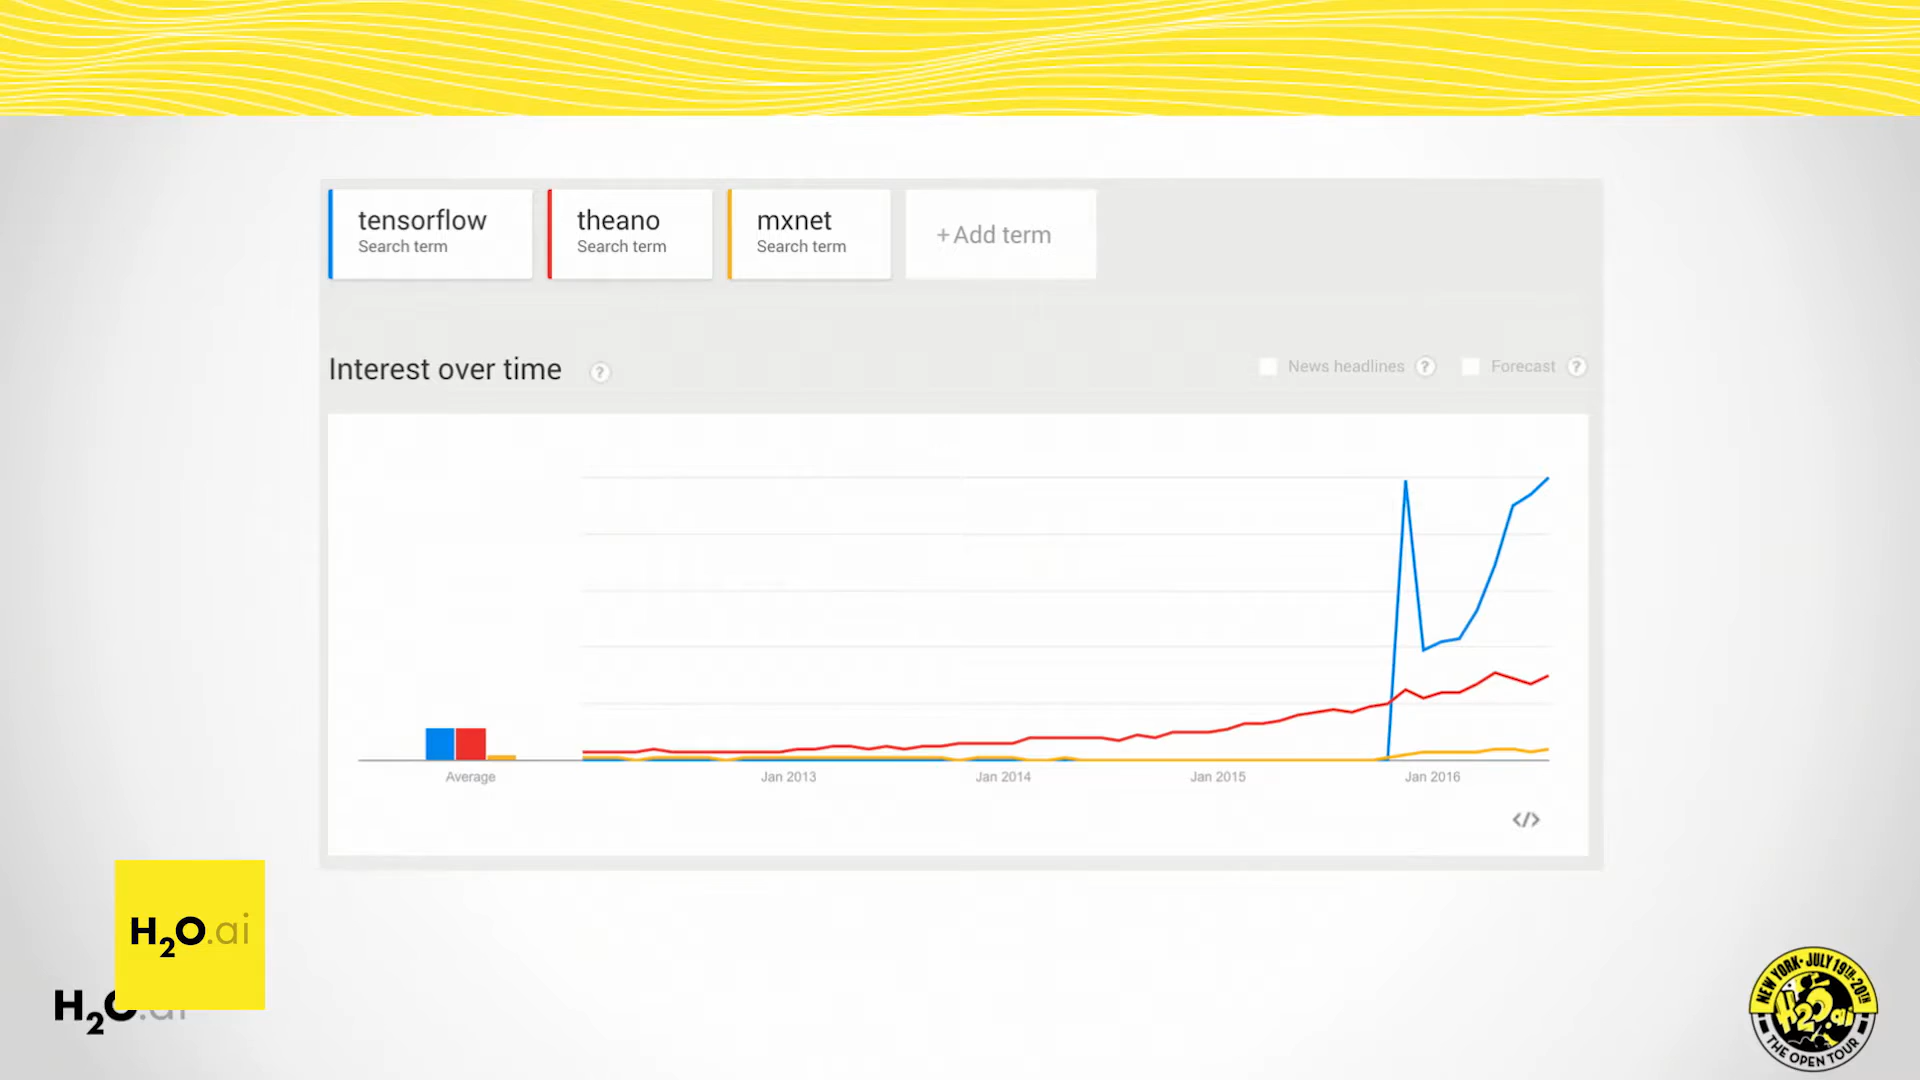 tensorflow
Search term
theano
Search term
mxnet
Search term
+Add term
Interest over time
?
News headlines
?
Forecast
?
Average
Jan 2013
Jan 2014
Jan 2015
Jan 2016
</>
H2O.ai
H2O.ai
NEW YORK • JULY 19TH-20TH
H2O.ai
THE OPEN TOUR